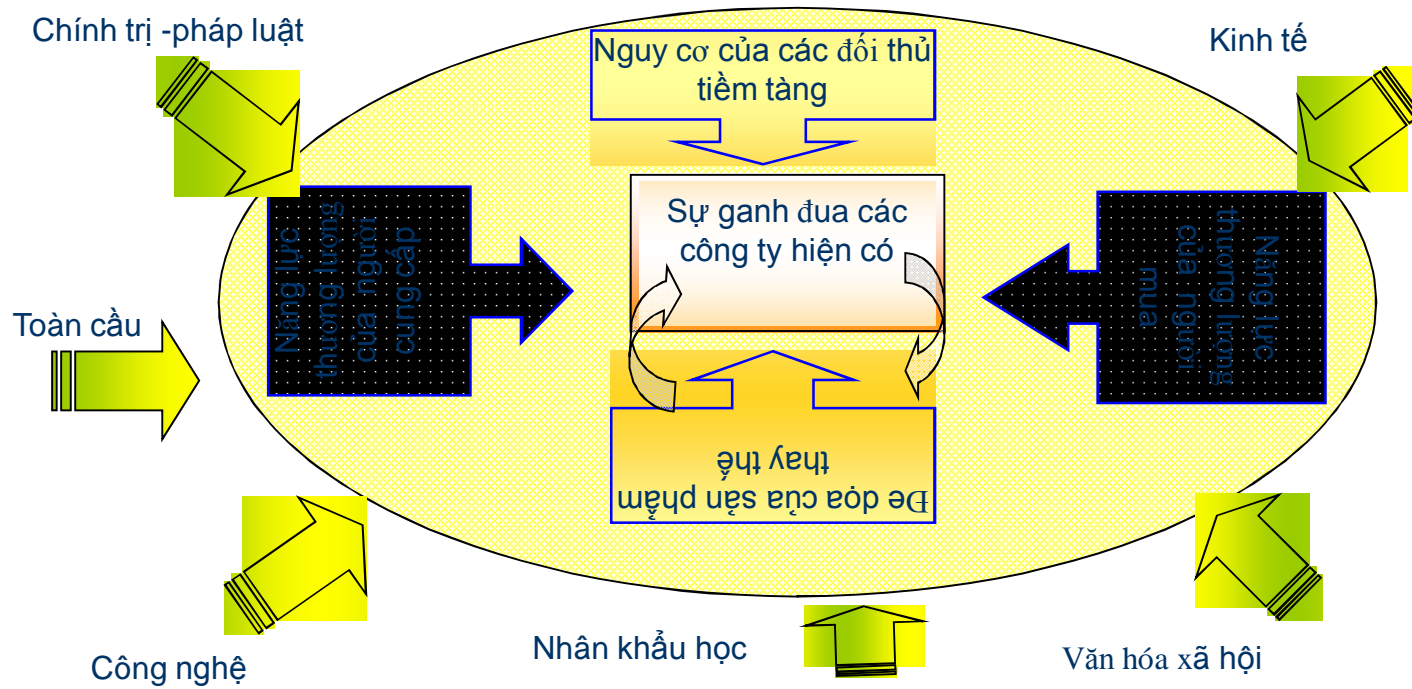 Chính trị -pháp luật
Kinh tế
Nguy cơ của các đối thủ
tiềm tàng
Năng lực
thương lượng
của người
cung cấp
Sự ganh đua các
công ty hiện có
Năng lực
thương lượng
của người
mua
Toàn cầu
Đe dọa của sản phẩm
thay thế
Công nghệ
Nhân khẩu học
Văn hóa xã hội